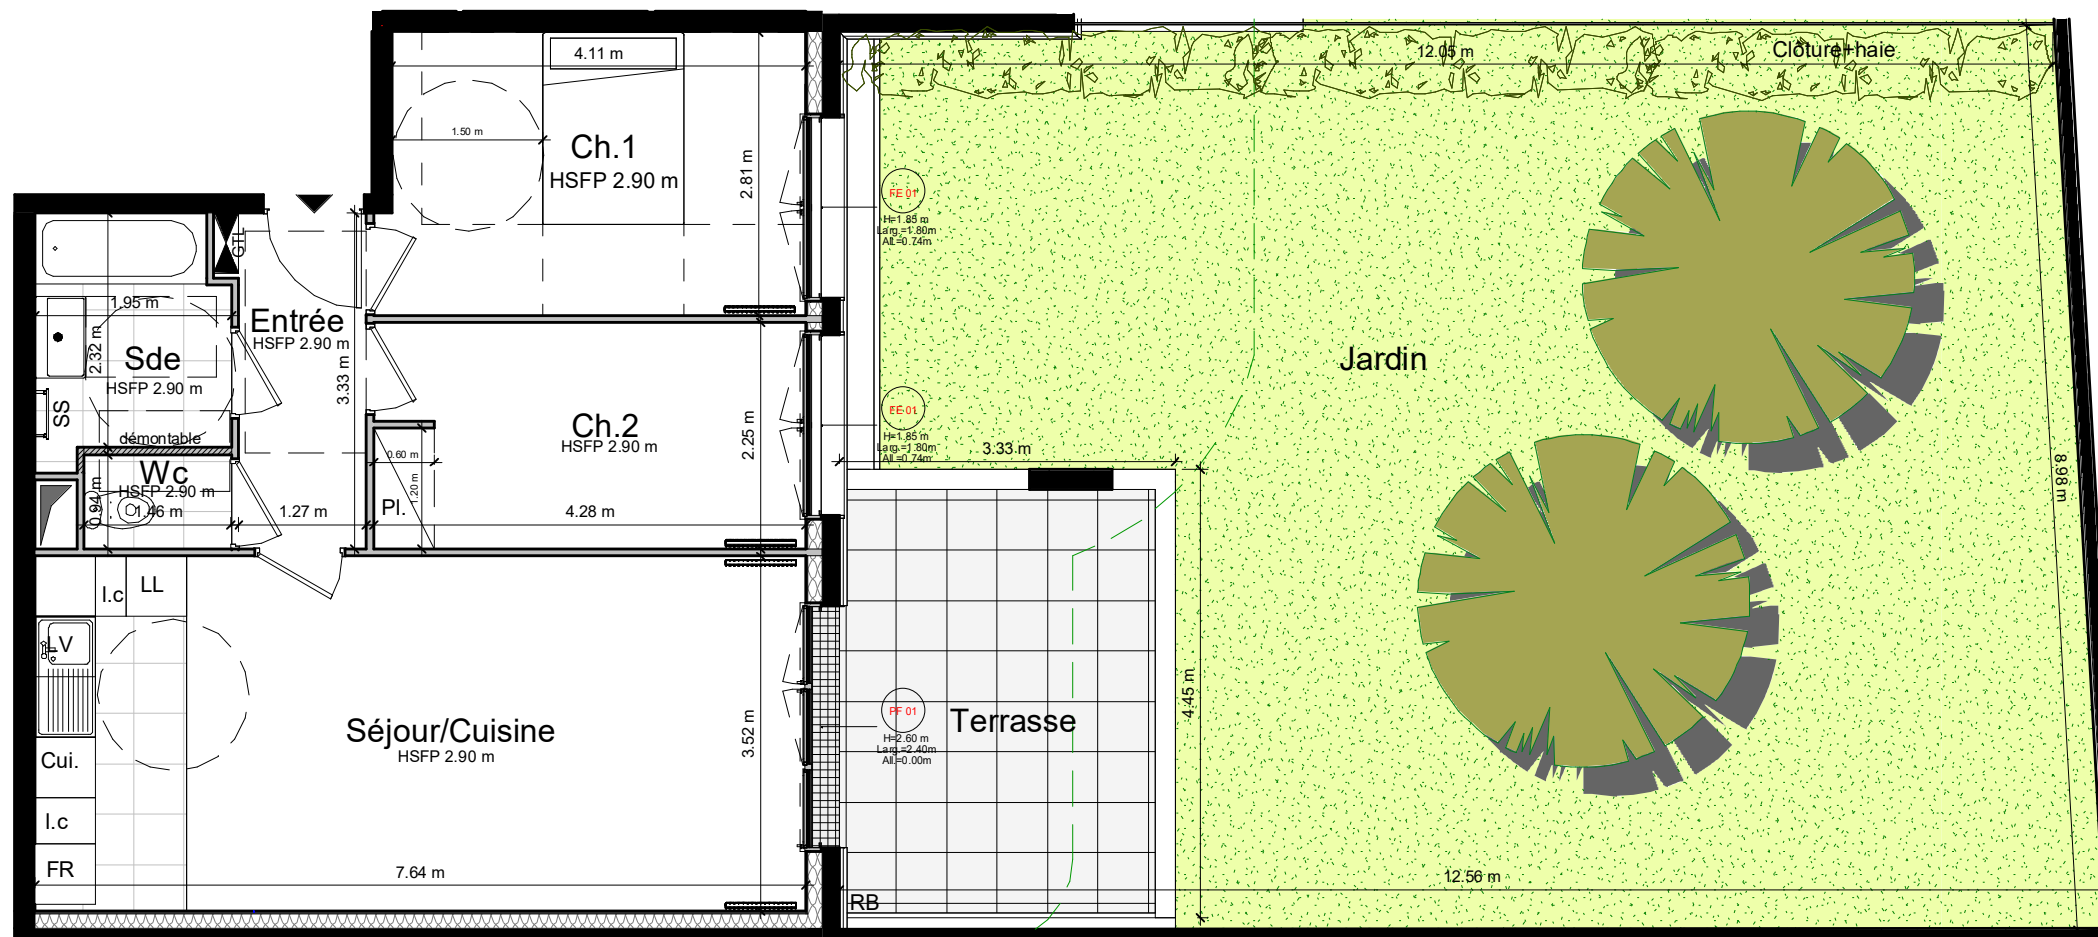 4.11 m
12.05 m
Clôture+haie
1.50 m
Ch.1
HSFP 2.90 m
2.81 m
FE 01
H=1.85 m
Larg.=1.80m
All.=0.74m
GTL
1.95 m
Entrée
HSFP 2.90 m
2.32 m
Sde
HSFP 2.90 m
3.33 m
Jardin
SS
démontable
Ch.2
HSFP 2.90 m
2.25 m
FE 01
H=1.85 m
Larg.=1.80m
All.=0.74m
3.33 m
0.60 m
Wc
HSFP 2.90 m
0.94 m
1.46 m
1.27 m
Pl.
1.20 m
4.28 m
8.98 m
l.c
LL
LV
Séjour/Cuisine
HSFP 2.90 m
3.52 m
PF 01
H=2.60 m
Larg.=2.40m
All.=0.00m
Terrasse
4.45 m
Cui.
l.c
FR
7.64 m
12.56 m
RB